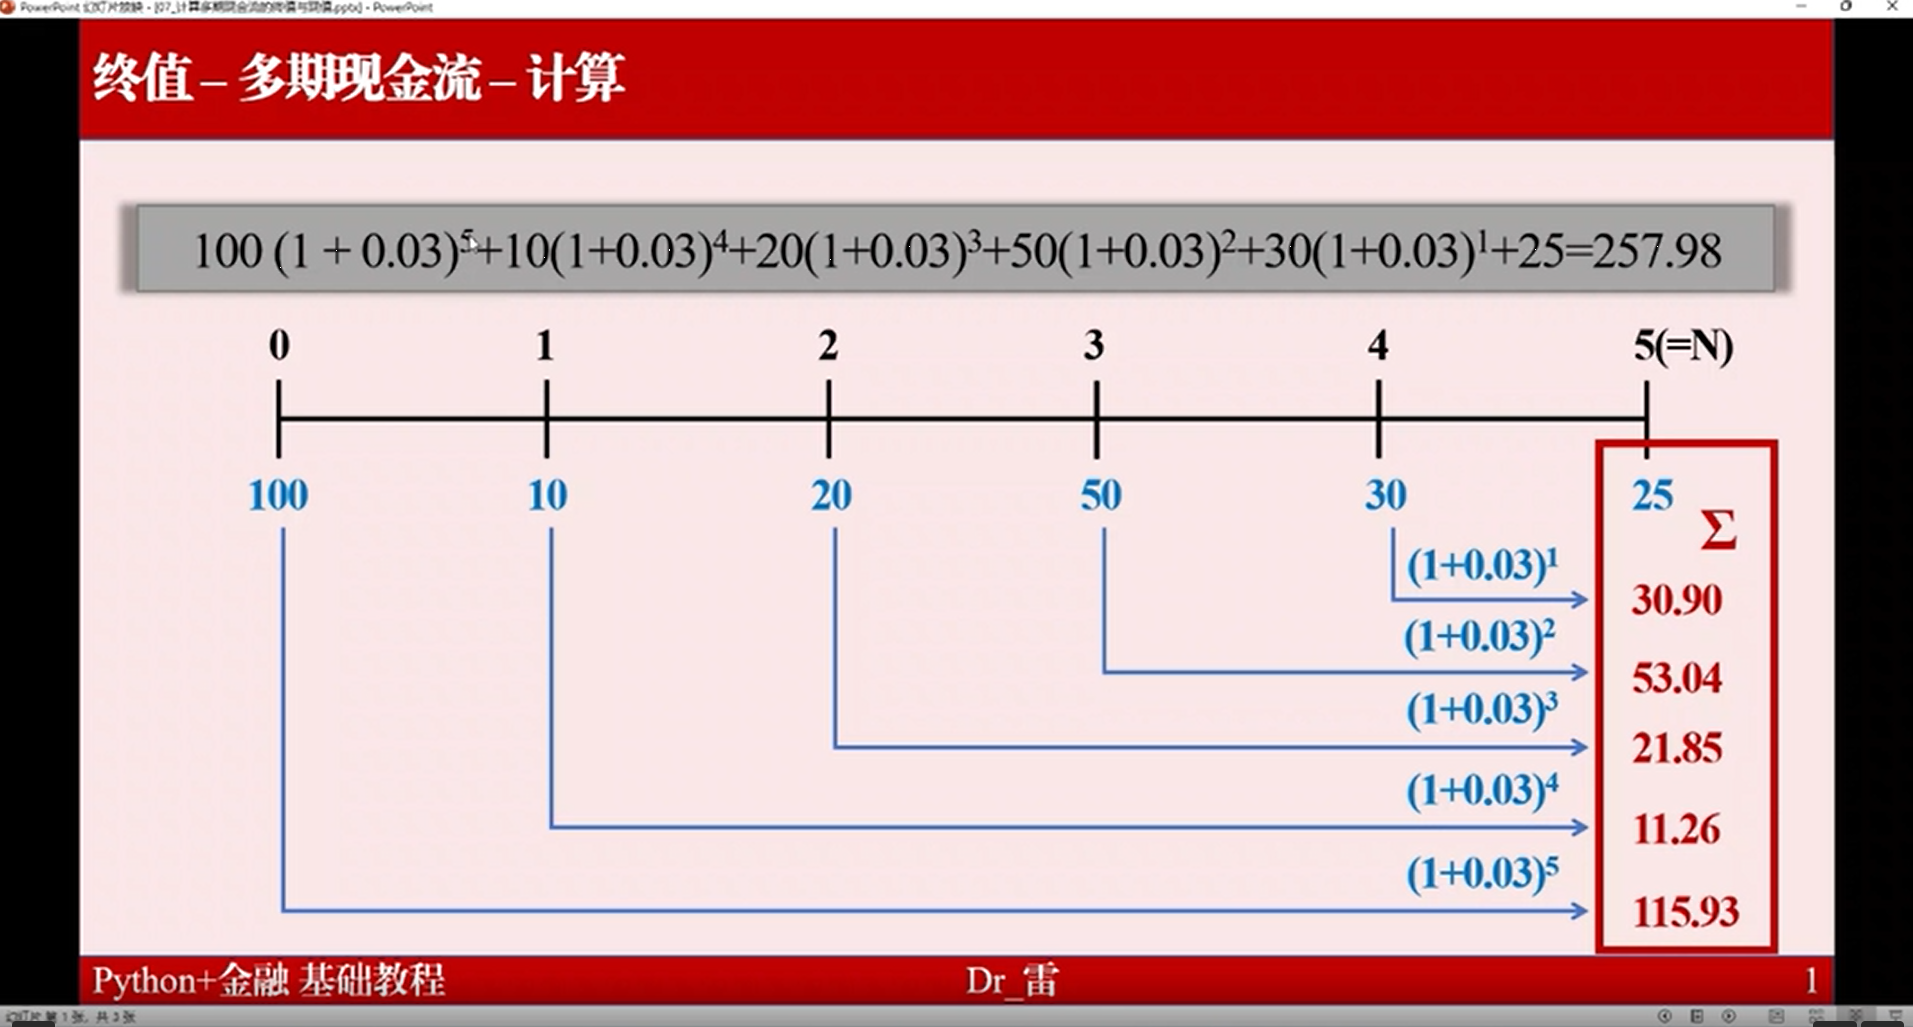 PowerPoint 幻灯片放映 - [07_计算多期现金流的终值与现值.pptx] - PowerPoint
终值 – 多期现金流 – 计算
100 (1 + 0.03)⁵+10(1+0.03)⁴+20(1+0.03)³+50(1+0.03)²+30(1+0.03)¹+25=257.98
0 1 2 3 4 5(=N)
100 10 20 50 30 25
Σ
(1+0.03)¹
30.90
(1+0.03)²
53.04
(1+0.03)³
21.85
(1+0.03)⁴
11.26
(1+0.03)⁵
115.93
Python+金融 基础教程 Dr_雷 1
幻灯片 第 1 张，共 3 张